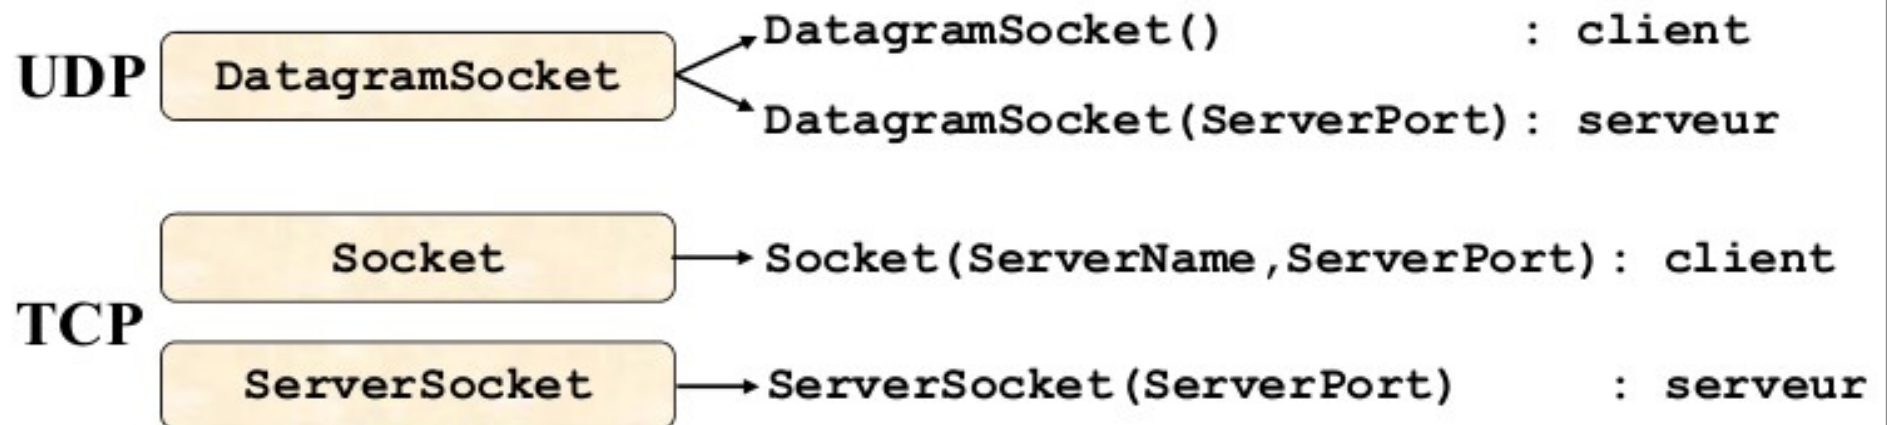 DatagramSocket() : client
UDP DatagramSocket
DatagramSocket(ServerPort): serveur
Socket Socket(ServerName,ServerPort): client
TCP
ServerSocket ServerSocket(ServerPort) : serveur